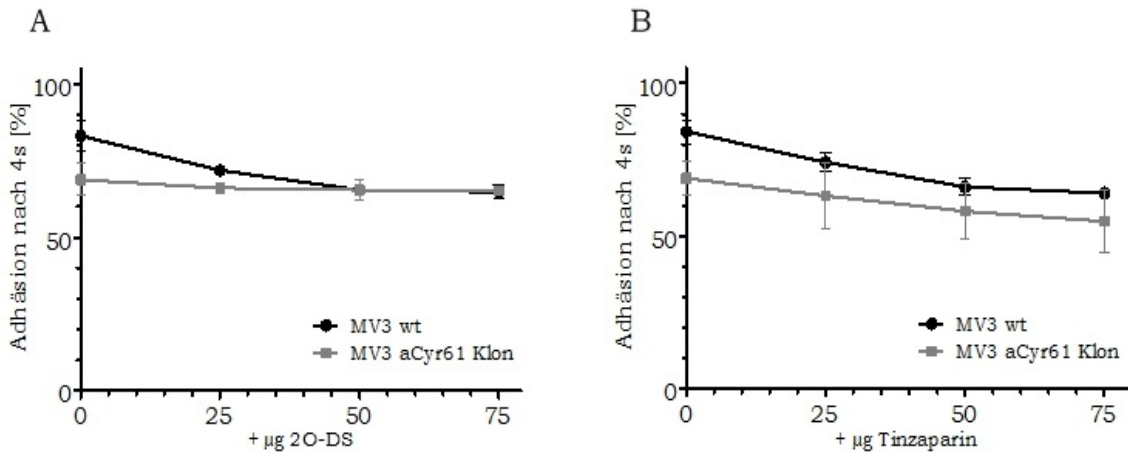 A
B
Adhäsion nach 4s [%]
100
50
0
MV3 wt
MV3 aCyr61 Klon
0 25 50 75
+ µg 2O-DS
Adhäsion nach 4s [%]
100
50
0
MV3 wt
MV3 aCyr61 Klon
0 25 50 75
+ µg Tinzaparin